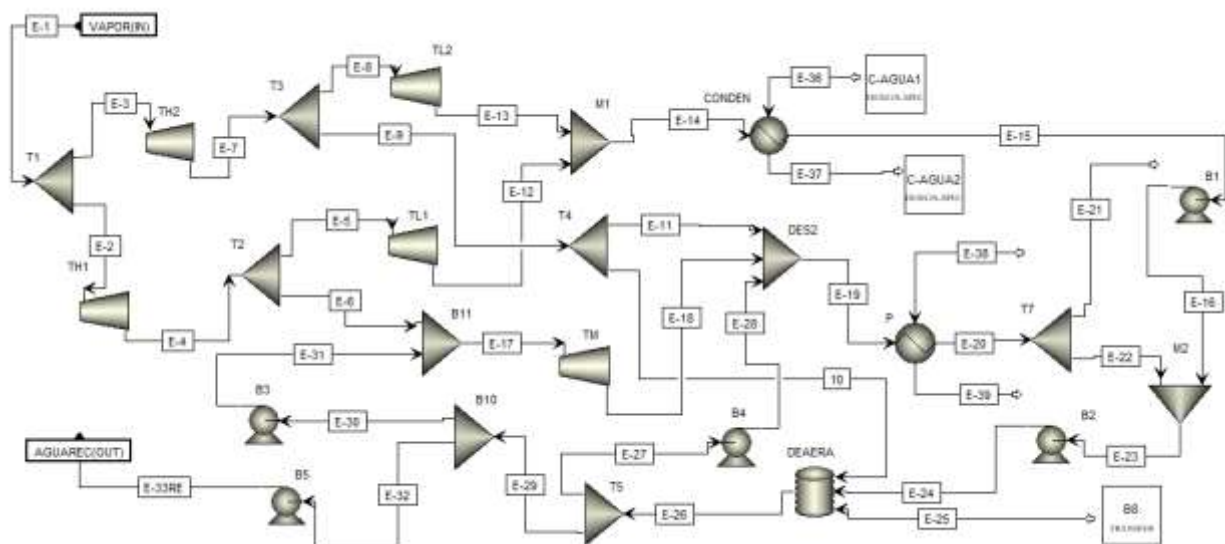 E-1
VAPOR(IN)
TL2
E-8
T3
E-36
C-AGUA1
E-3
TH2
CONDEN
E-13
M1
E-14
E-9
E-15
T1
E-7
E-37
C-AGUA2
E-12
B1
E-21
T4
E-11
TL1
E-5
T2
DES2
E-2
TH1
E-38
E-6
E-19
E-18
E-28
P
T7
E-16
B11
E-20
E-4
E-17
TM
E-22
M2
E-31
10
E-39
B3
B10
E-30
B4
B2
AGUAREC(OUT)
E-27
DEAERA
E-23
B5
E-33RE
E-32
E-29
T5
E-24
E-26
E-25
B8
TRANSFER